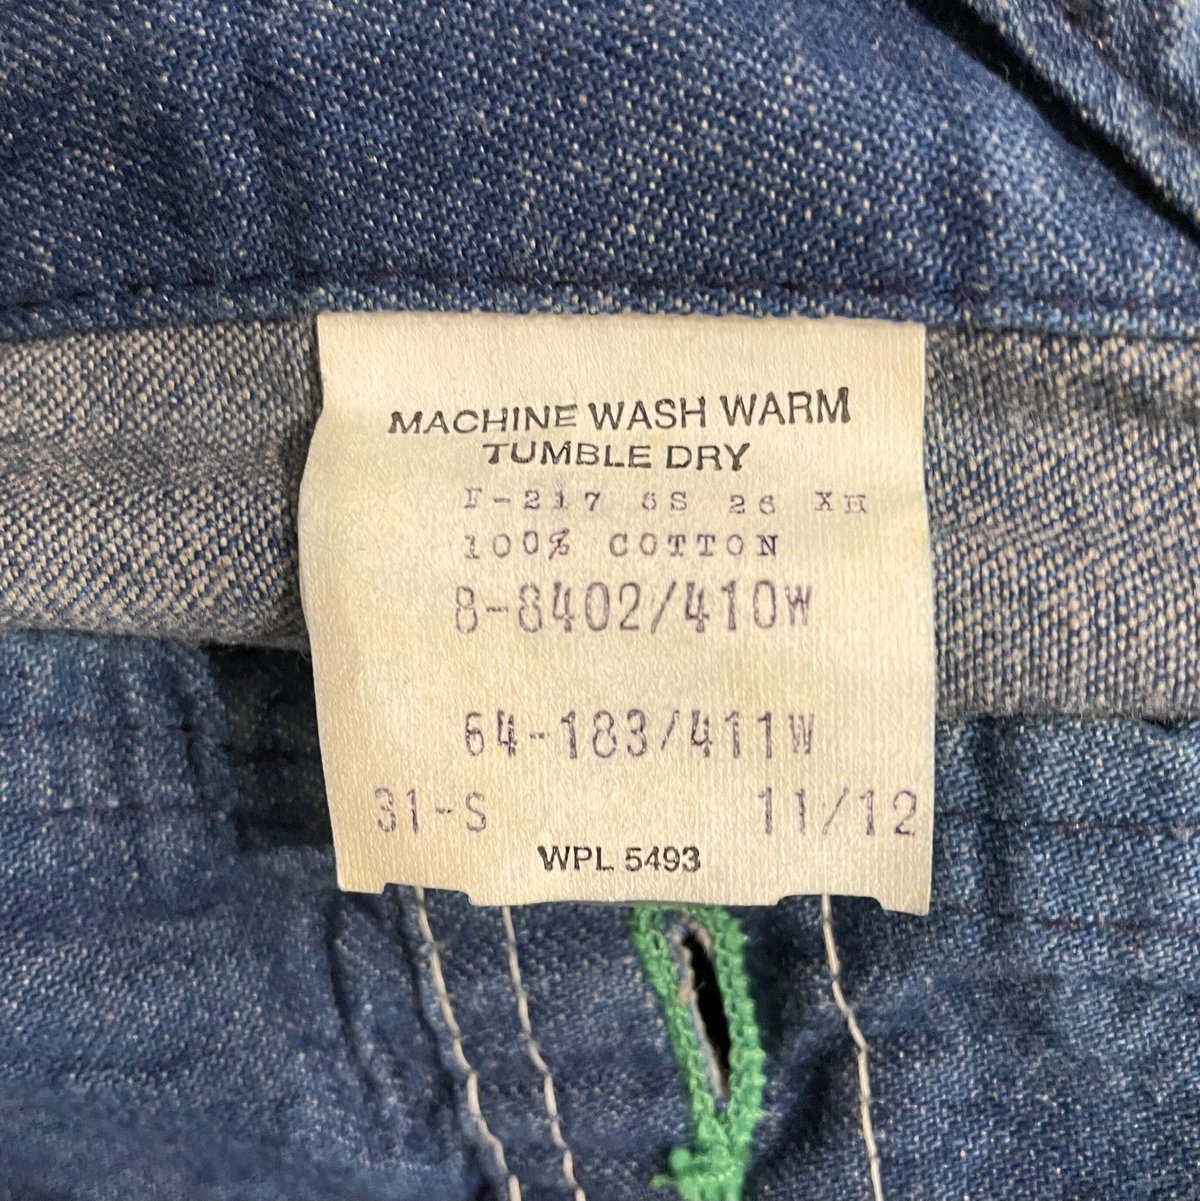 MACHINE WASH WARM
TUMBLE DRY
F-217 6S 26 XH
100% COTTON
8-8402/410W
64-183/411W
31-S 11/12
WPL 5493